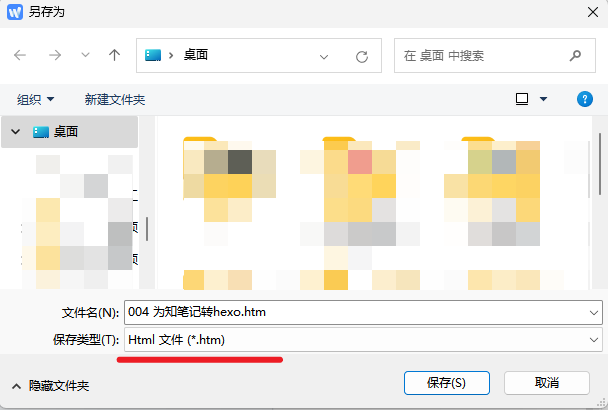 另存为
桌面
在 桌面 中搜索
组织
新建文件夹
桌面
文件名(N): 004 为知笔记转hexo.htm
保存类型(T): Html 文件 (*.htm)
隐藏文件夹
保存(S)
取消